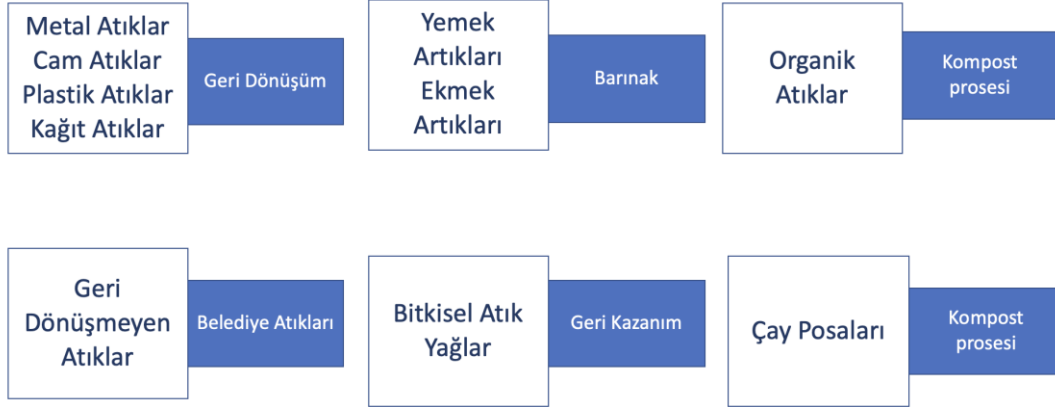 Metal Atıklar
Cam Atıklar
Plastik Atıklar
Kağıt Atıklar
Geri Dönüşüm
Yemek
Artıkları
Ekmek
Artıkları
Barınak
Organik
Atıklar
Kompost
prosesi
Geri
Dönüşmeyen
Atıklar
Belediye Atıkları
Bitkisel Atık
Yağlar
Geri Kazanım
Çay Posaları
Kompost
prosesi